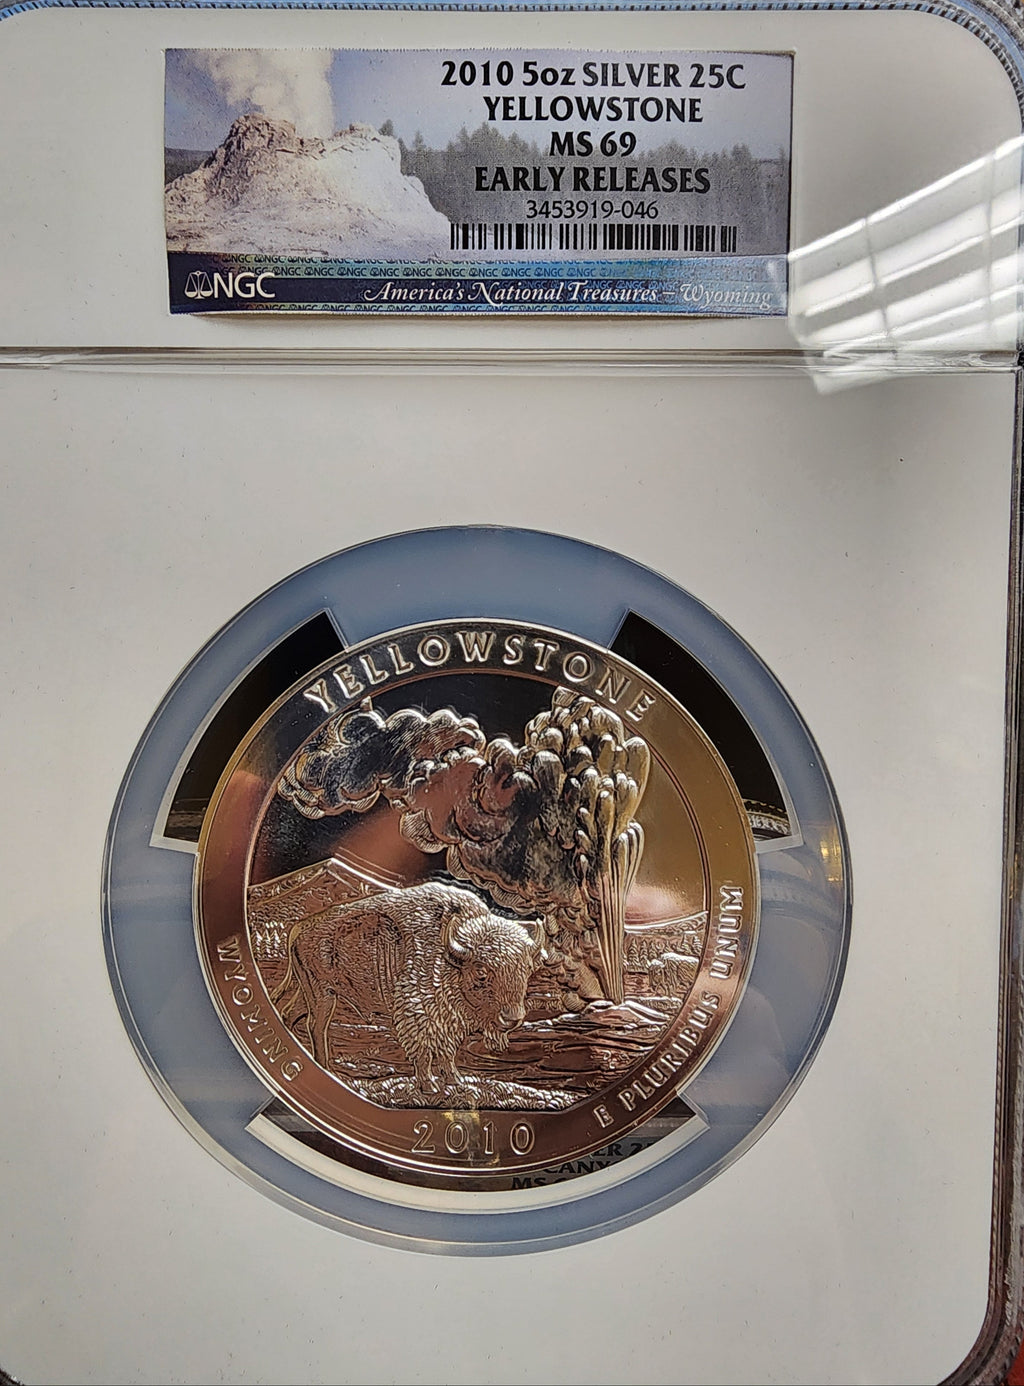 2010 5oz SILVER 25C
YELLOWSTONE
MS 69
EARLY RELEASES
3453919-046
NGC
America's National Treasures – Wyoming
YELLOWSTONE
WYOMING
E PLURIBUS UNUM
2010
MS